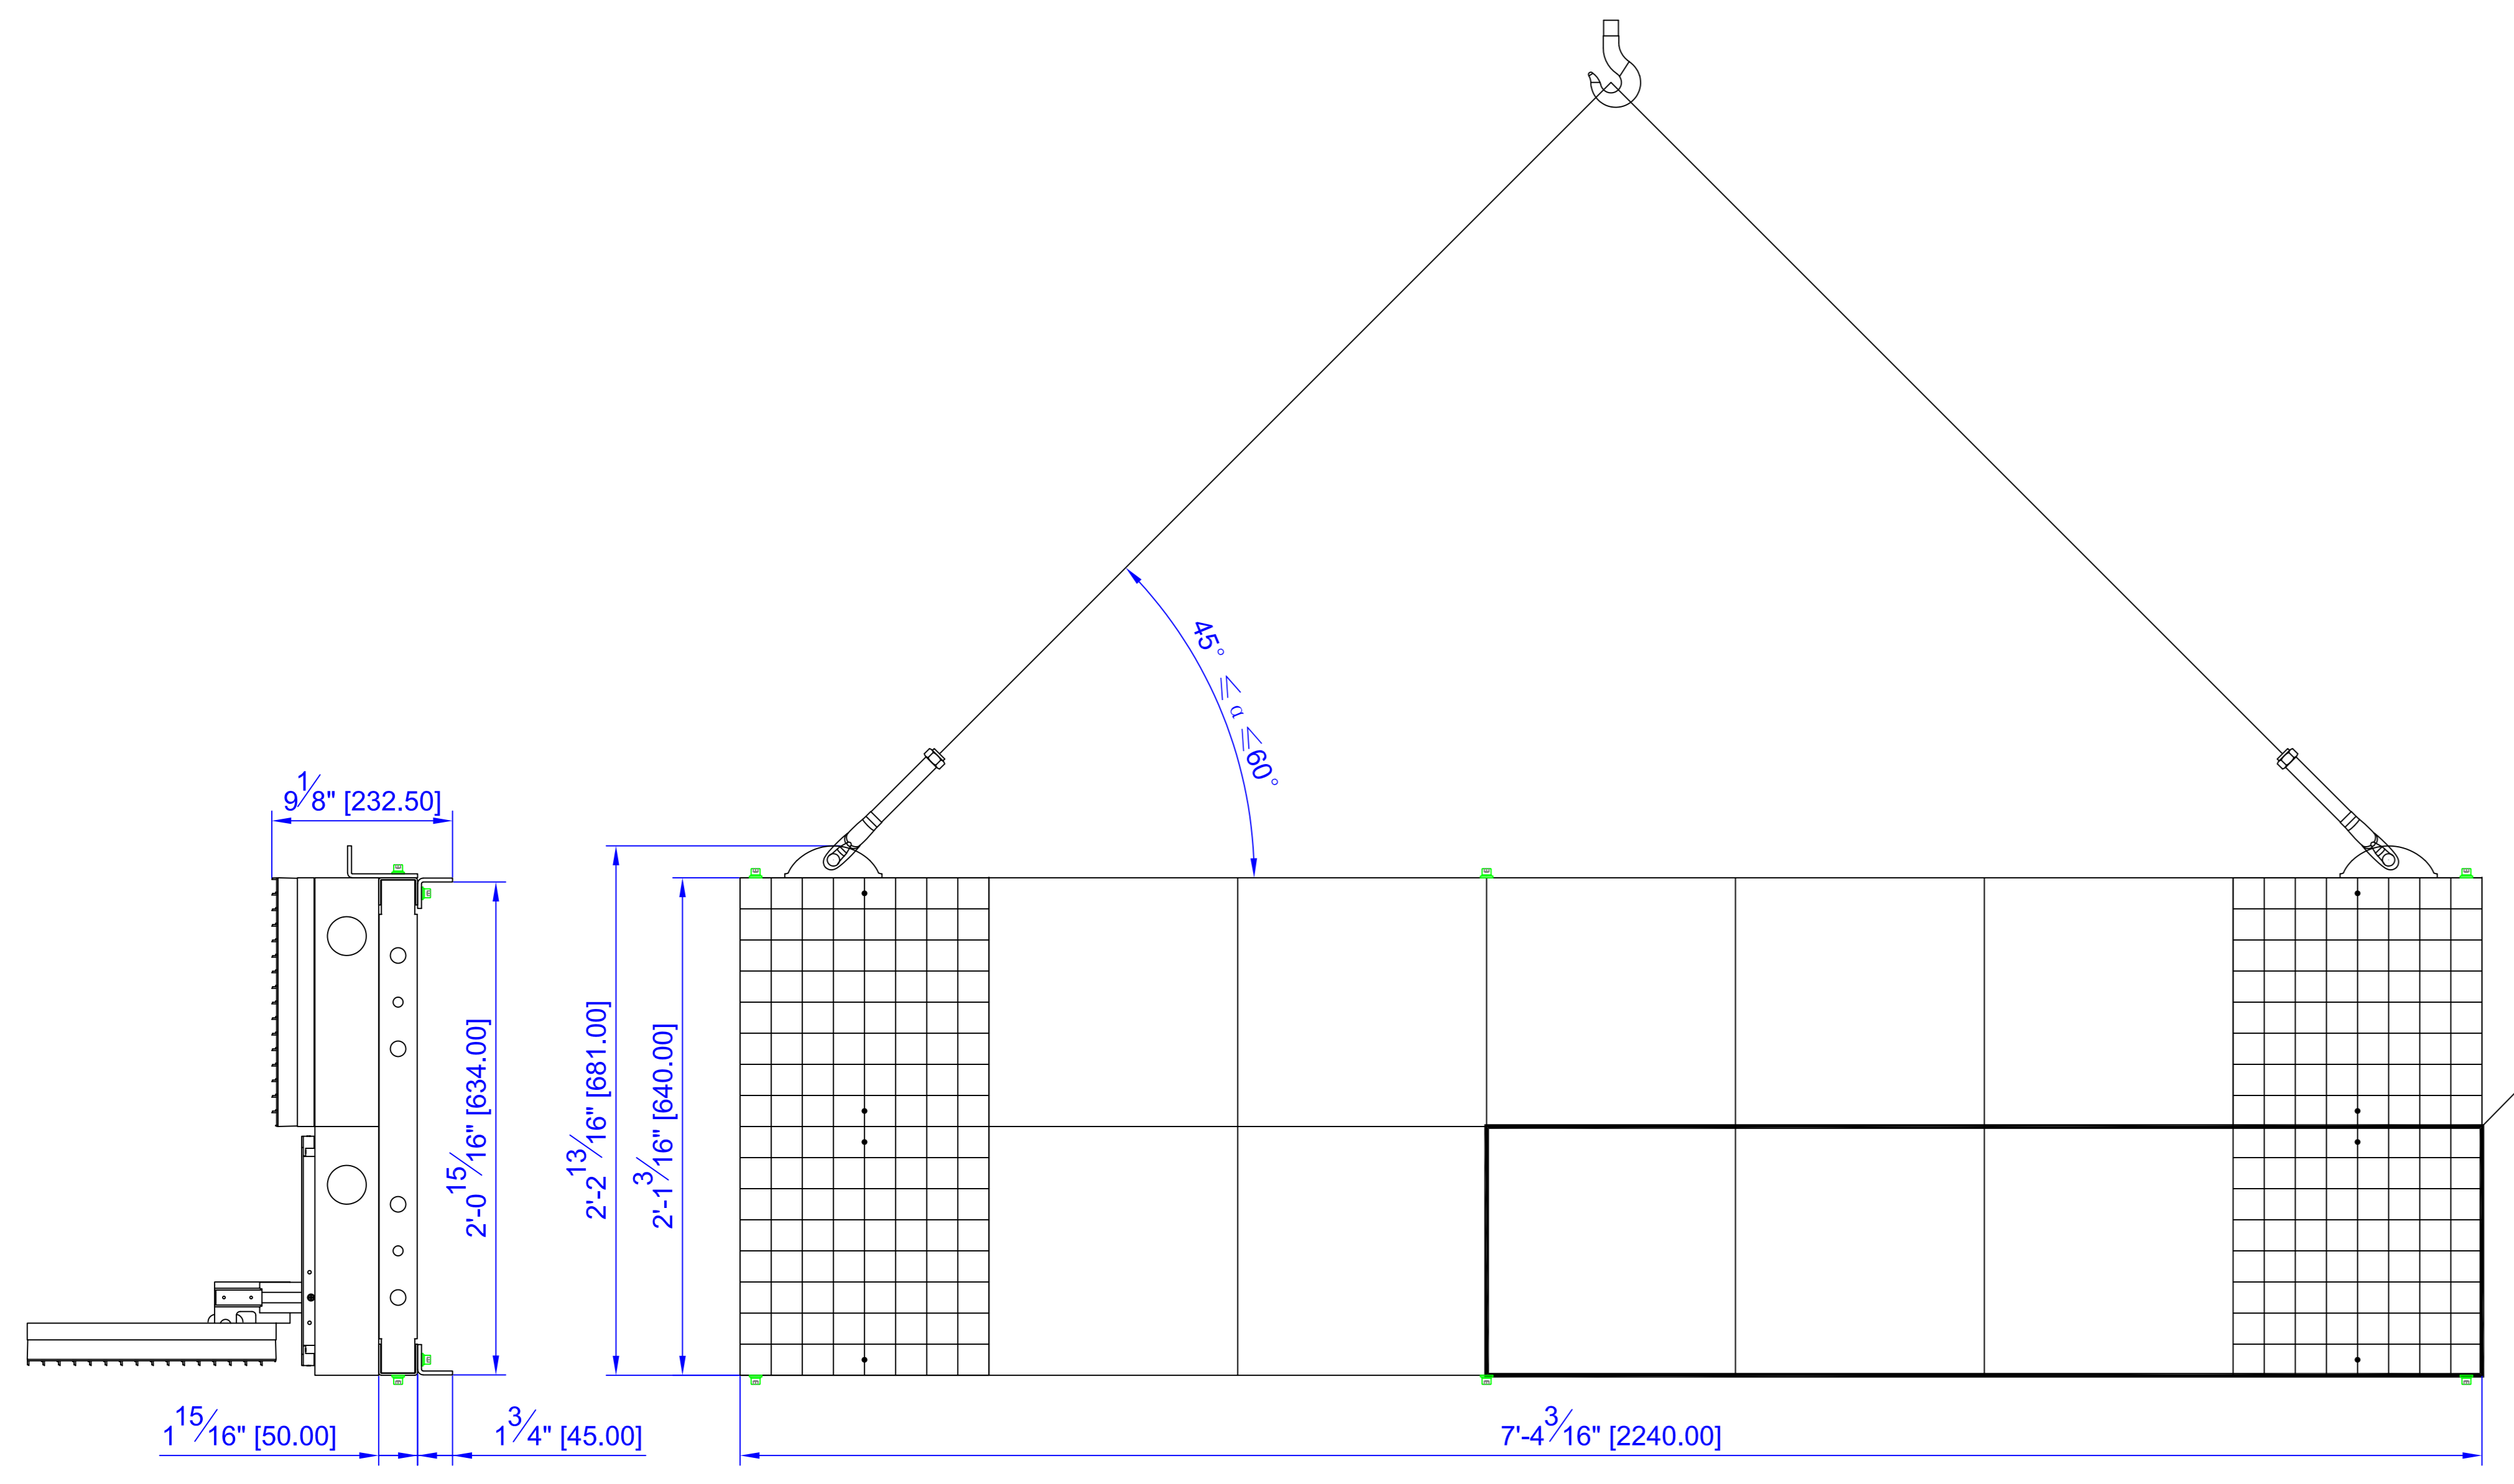 45° ≤ α ≤60°
9 1/8" [232.50]
2'-0 15/16" [634.00]
2'-2 13/16" [681.00]
2'-1 3/16" [640.00]
1 15/16" [50.00]
1 3/4" [45.00]
7'-4 3/16" [2240.00]